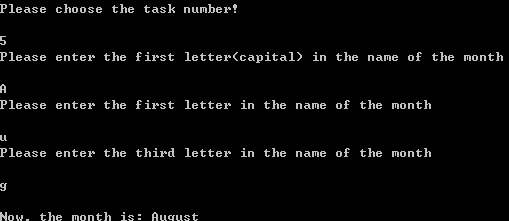 Please choose the task number!
5
Please enter the first letter(capital) in the name of the month
A
Please enter the first letter in the name of the month
u
Please enter the third letter in the name of the month
g
Now, the month is: August